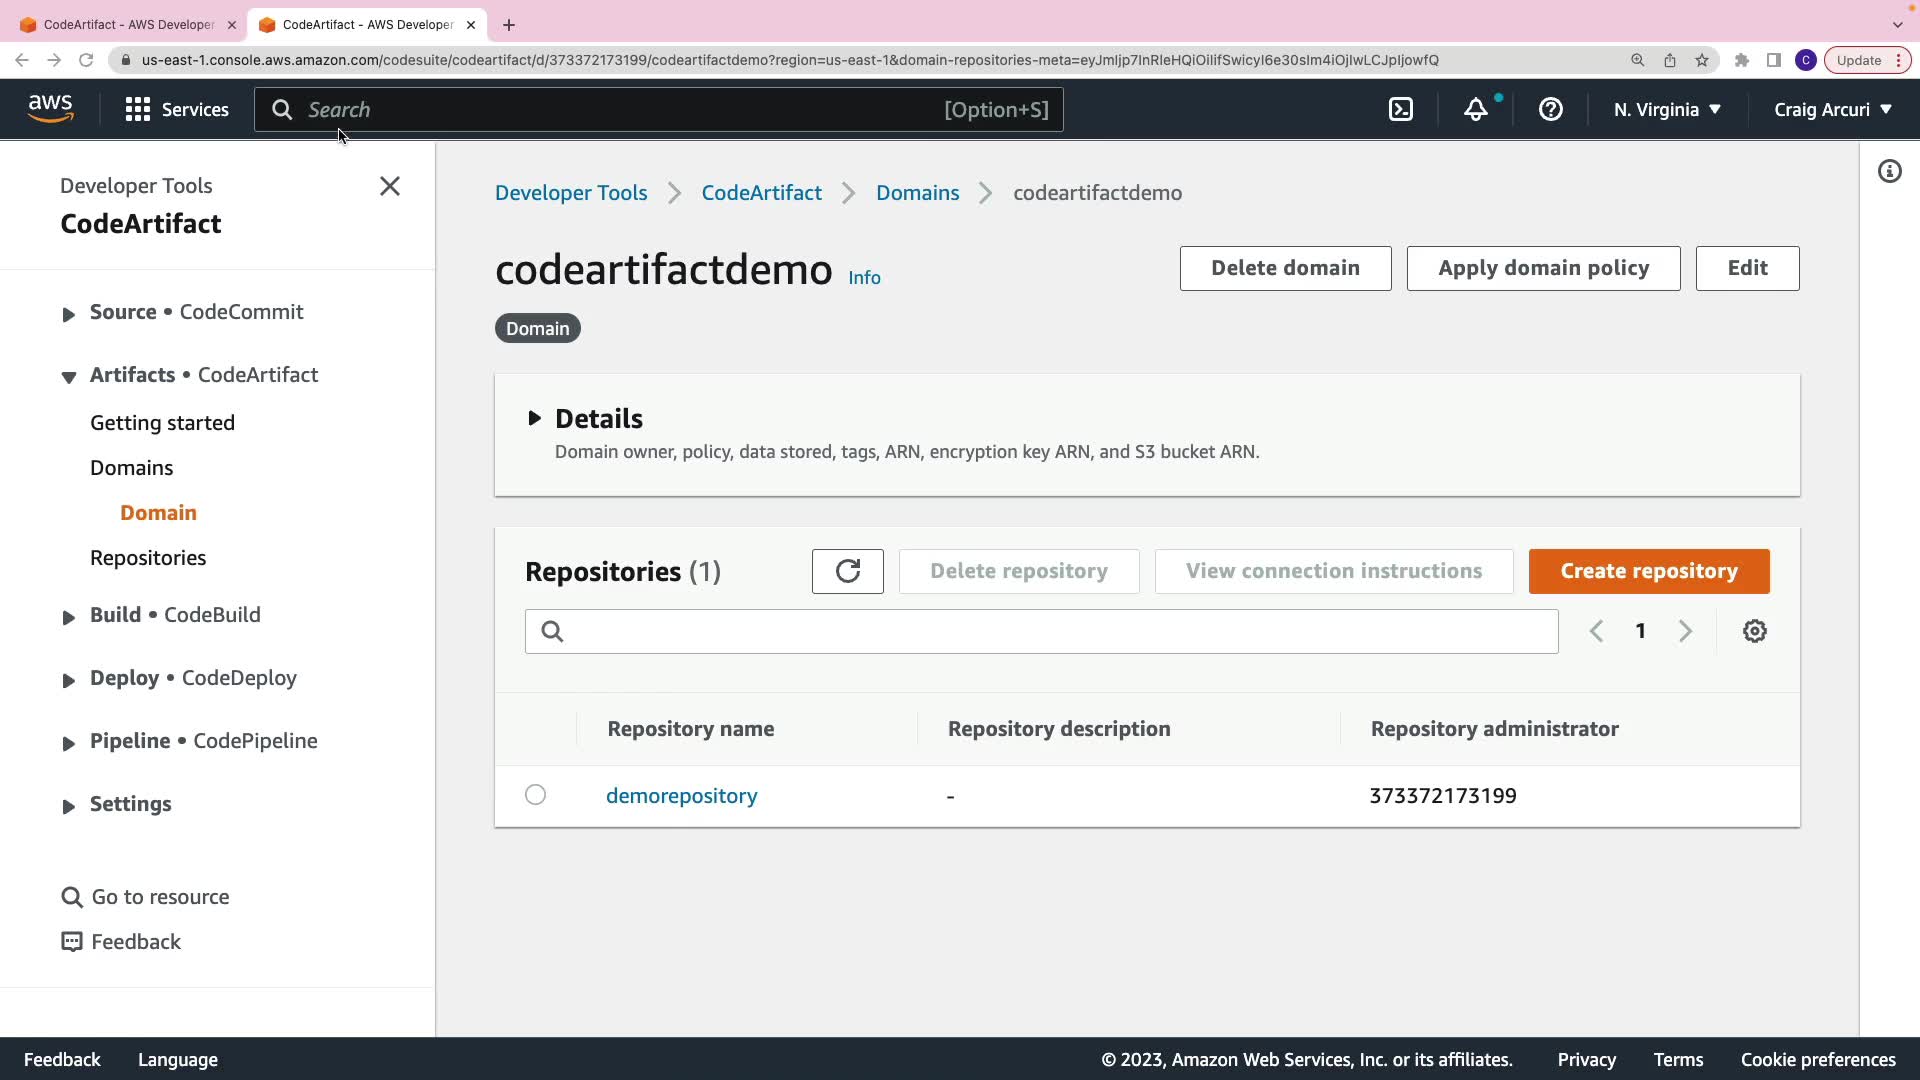 CodeArtifact - AWS Developer
CodeArtifact - AWS Developer
us-east-1.console.aws.amazon.com/codesuite/codeartifact/d/373372173199/codeartifactdemo?region=us-east-1&domain-repositories-meta=
C
Update
aws
Services
Search
[Option+S]
N. Virginia
Craig Arcuri
Developer Tools
CodeArtifact
Source • CodeCommit
Artifacts • CodeArtifact
Getting started
Domains
Domain
Repositories
Build • CodeBuild
Deploy • CodeDeploy
Pipeline • CodePipeline
Settings
Go to resource
Feedback
Developer Tools
CodeArtifact
Domains
codeartifactdemo
codeartifactdemo
Info
Delete domain
Apply domain policy
Edit
Domain
Details
Domain owner, policy, data stored, tags, ARN, encryption key ARN, and S3 bucket ARN.
Repositories (1)
Delete repository
View connection instructions
Create repository
1
Repository name
Repository description
Repository administrator
demorepository
-
373372173199
Feedback
Language
© 2023, Amazon Web Services, Inc. or its affiliates.
Privacy
Terms
Cookie preferences